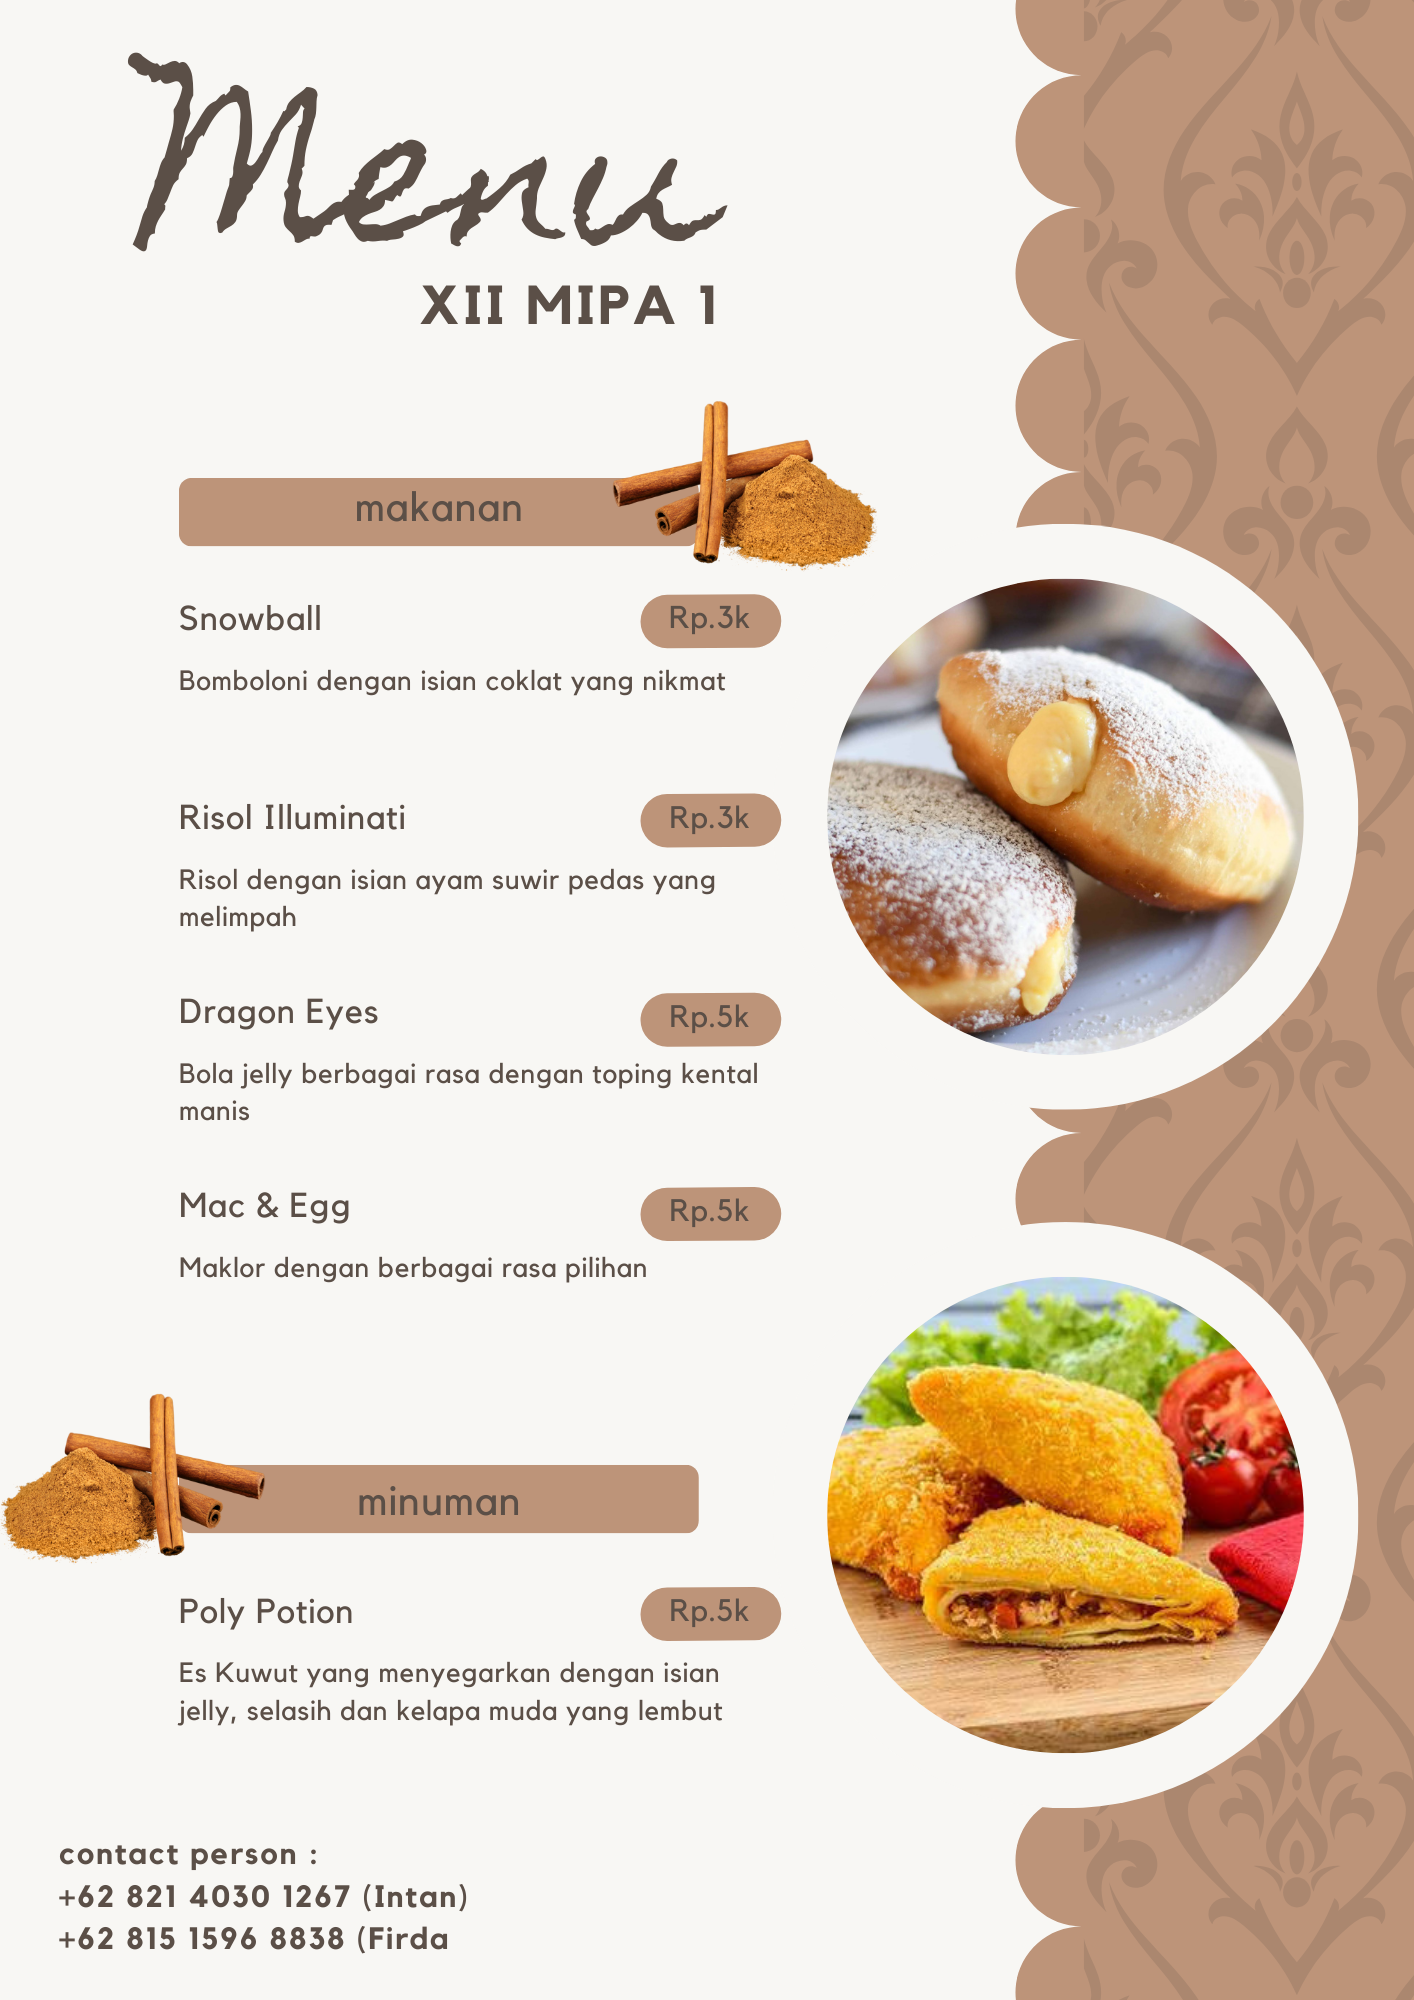 Menu
XII MIPA 1
makanan
Snowball
Rp.3k
Bomboloni dengan isian coklat yang nikmat
Risol Illuminati
Rp.3k
Risol dengan isian ayam suwir pedas yang
melimpah
Dragon Eyes
Rp.5k
Bola jelly berbagai rasa dengan toping kental
manis
Mac & Egg
Rp.5k
Maklor dengan berbagai rasa pilihan
minuman
Poly Potion
Rp.5k
Es Kuwut yang menyegarkan dengan isian
jelly, selasih dan kelapa muda yang lembut
contact person :
+62 821 4030 1267 (Intan)
+62 815 1596 8838 (Firda